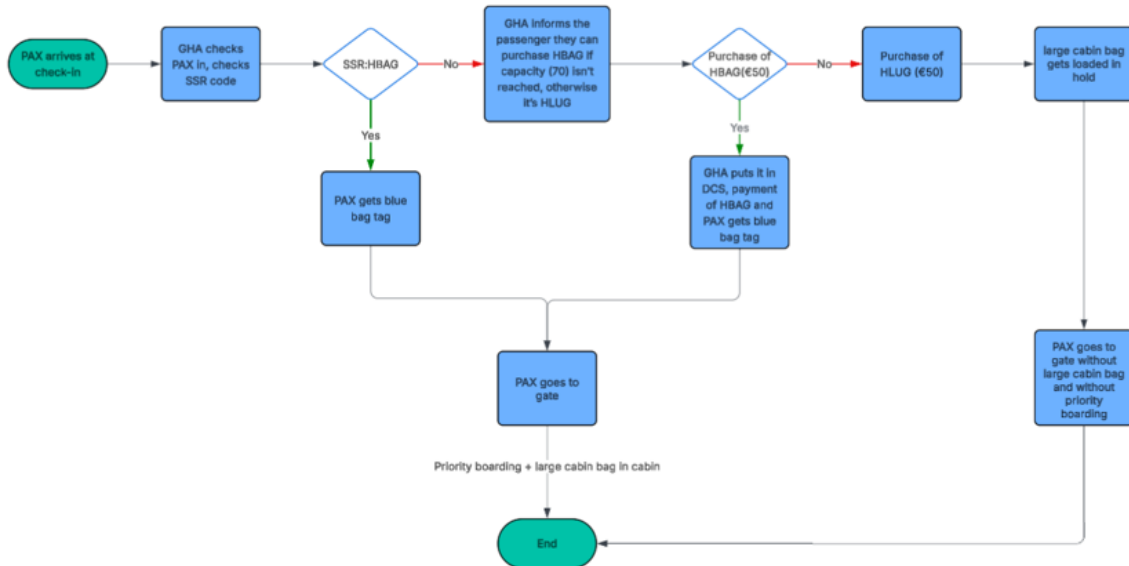 PAX arrives at
check-in
GHA checks
PAX in, checks
SSR code
SSR:HBAG
No
GHA Informs the
passenger they can
purchase HBAG if
capacity (70) isn't
reached, otherwise
it's HLUG
Purchase of
HBAG(€50)
No
Purchase of
HLUG (€50)
large cabin bag
gets loaded in
hold
Yes
Yes
PAX gets blue
bag tag
GHA puts it in
DCS, payment
of HBAG and
PAX gets blue
bag tag
PAX goes to
gate
PAX goes to
gate without
large cabin bag
and without
priority
boarding
Priority boarding + large cabin bag in cabin
End